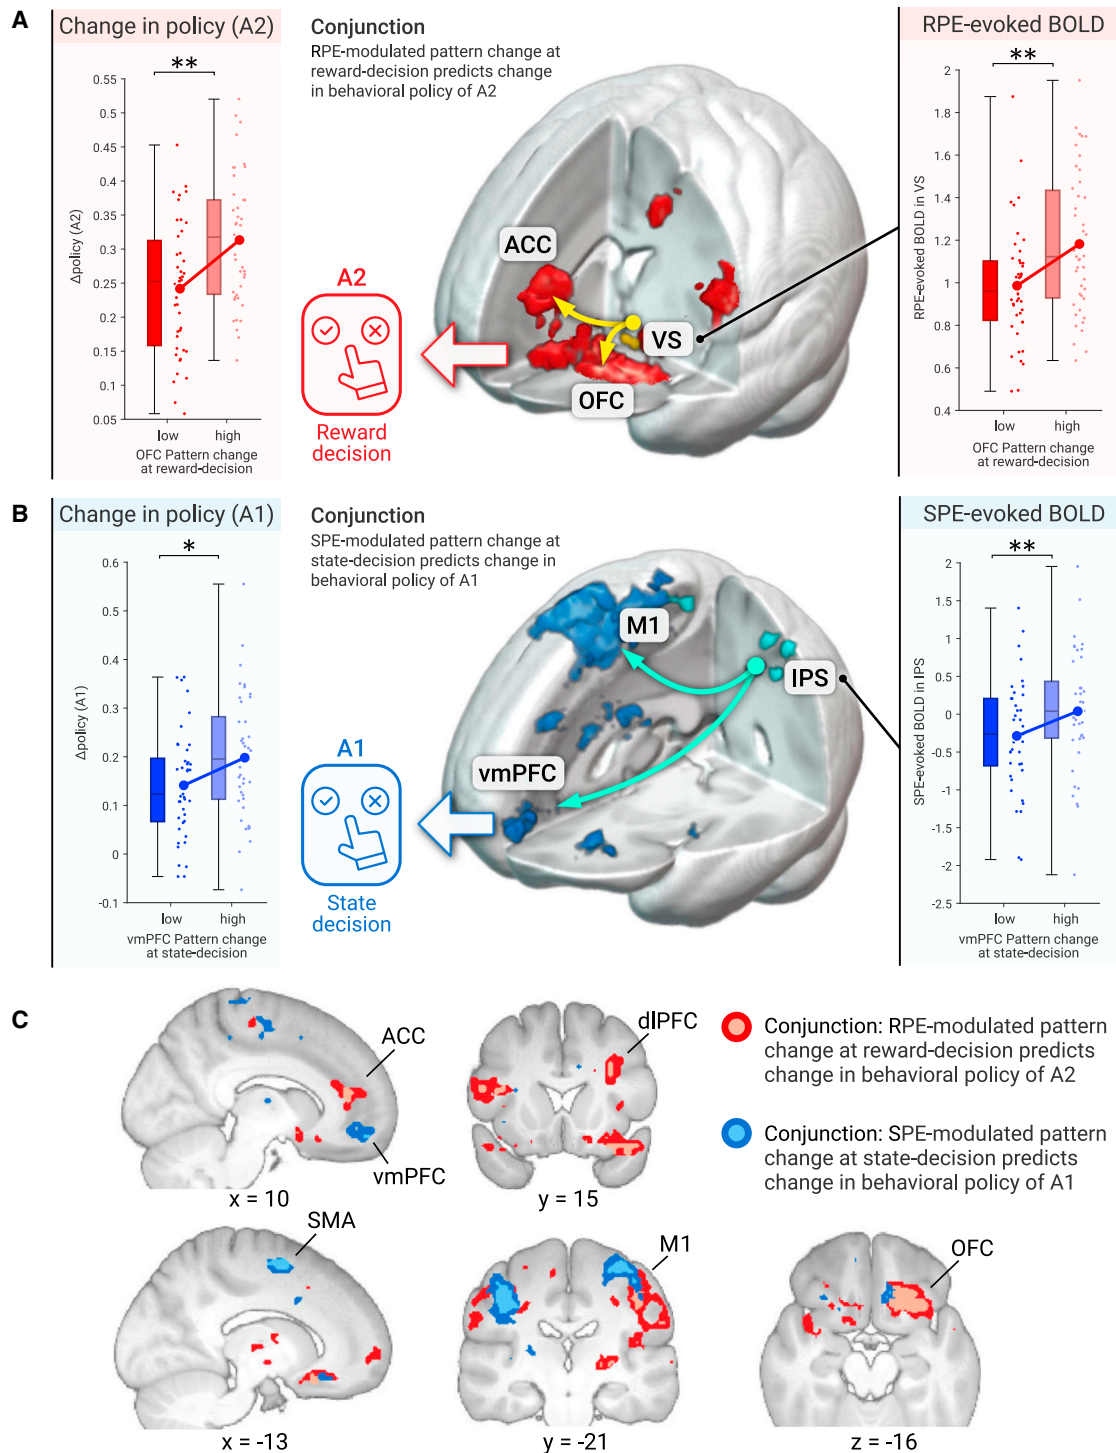 A
Change in policy (A2)
**
0.55
0.5
0.45
0.4
0.35
0.3
0.25
0.2
0.15
0.1
0.05
Δpolicy (A2)
low
high
OFC Pattern change
at reward-decision
Conjunction
RPE-modulated pattern change at
reward-decision predicts change
in behavioral policy of A2
ACC
VS
OFC
A2
Reward
decision
RPE-evoked BOLD
**
2
1.8
1.6
1.4
1.2
1
0.8
0.6
0.4
RPE-evoked BOLD in VS
low
high
OFC Pattern change
at reward-decision
B
Change in policy (A1)
*
0.6
0.5
0.4
0.3
0.2
0.1
0
-0.1
Δpolicy (A1)
low
high
vmPFC Pattern change
at state-decision
Conjunction
SPE-modulated pattern change at
state-decision predicts change in
behavioral policy of A1
M1
IPS
vmPFC
A1
State
decision
SPE-evoked BOLD
**
2
1.5
1
0.5
0
-0.5
-1
-1.5
-2
-2.5
SPE-evoked BOLD in IPS
low
high
vmPFC Pattern change
at state-decision
C
ACC
vmPFC
x = 10
dlPFC
y = 15
Conjunction: RPE-modulated pattern
change at reward-decision predicts
change in behavioral policy of A2
Conjunction: SPE-modulated pattern
change at state-decision predicts
change in behavioral policy of A1
SMA
x = -13
M1
y = -21
OFC
z = -16